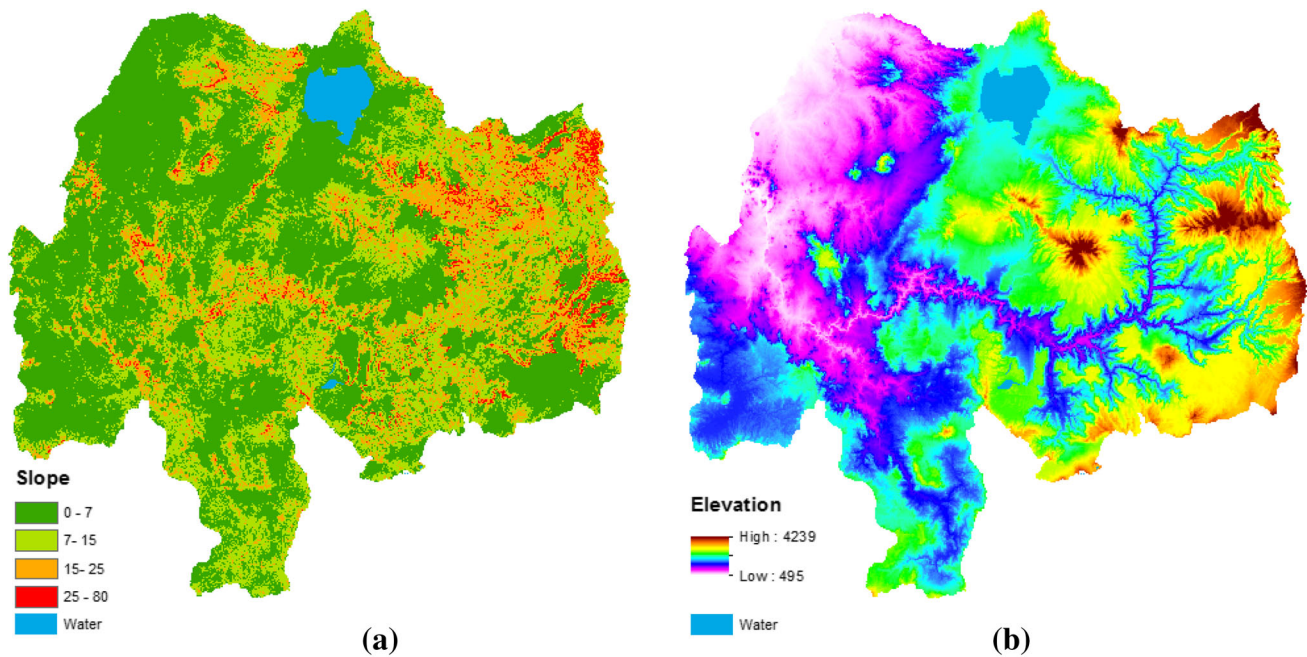 Slope
0 - 7
7- 15
15- 25
25 - 80
Water
(a)
Elevation
High : 4239
Low : 495
Water
(b)